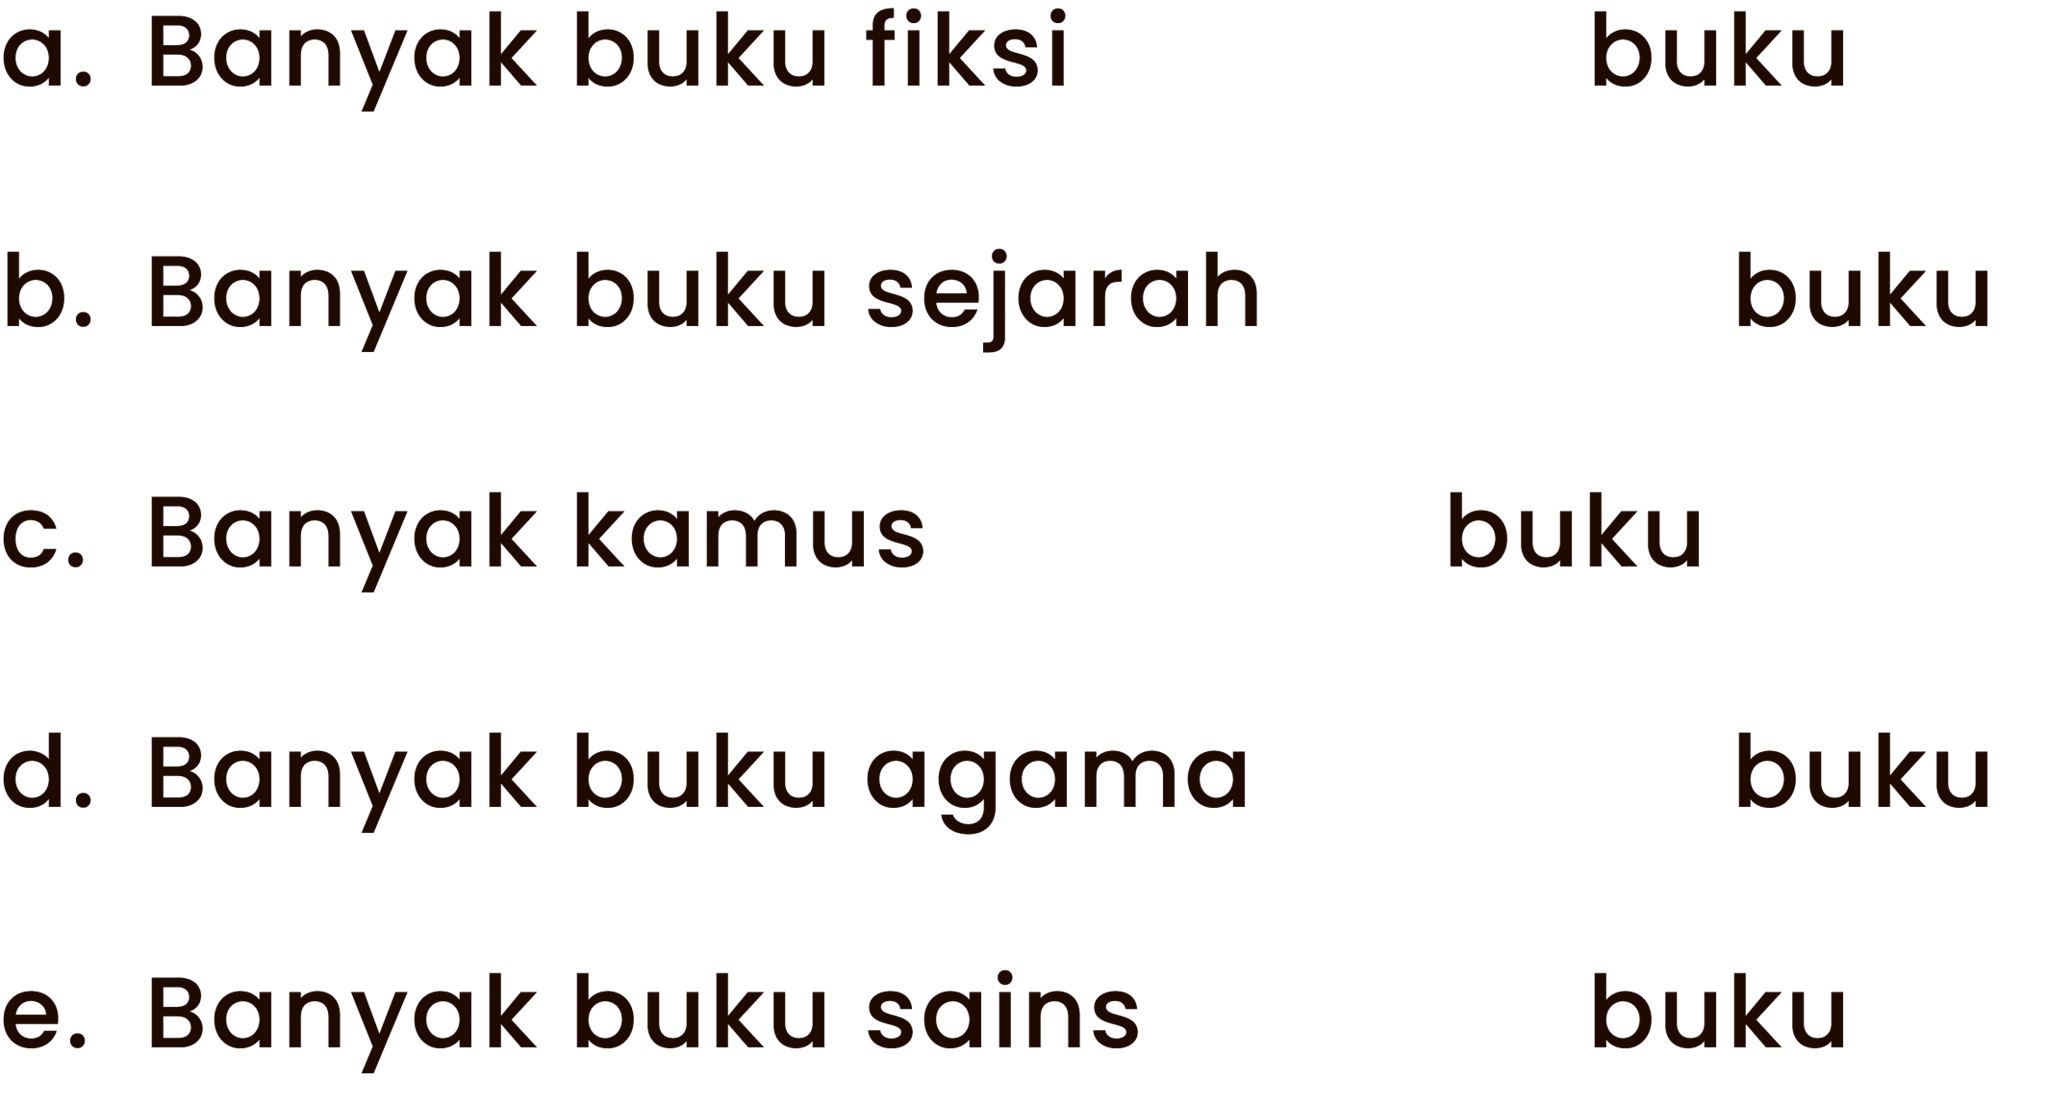 a. Banyak buku fiksi buku
b. Banyak buku sejarah buku
c. Banyak kamus buku
d. Banyak buku agama buku
e. Banyak buku sains buku